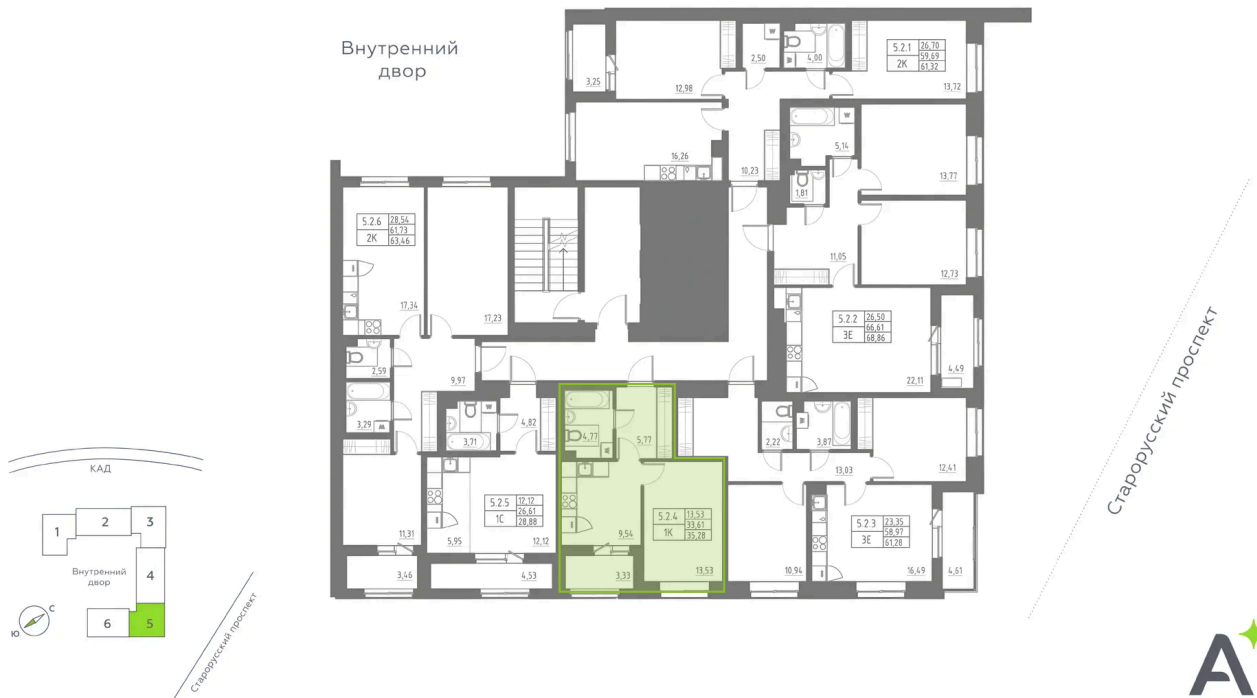 Внутренний
двор
3,25
12,98
2,50
W
4,00
W
5.2.1
2К
26,70
59,69
61,32
13,72
16,26
10,23
W
5,14
1,81
13,77
11,05
12,73
5.2.6
2К
28,54
61,73
63,46
17,34
17,23
5.2.2
3Е
26,50
66,61
68,86
22,11
4,49
2,59
9,97
3,29
W
3,71
W
4,82
4,77
W
5,77
2,22
W
3,87
13,03
12,41
5.2.5
1С
12,12
26,61
28,88
11,31
5,95
12,12
9,54
5.2.4
1К
13,53
33,61
35,28
13,53
5.2.3
3Е
23,35
58,97
61,28
10,94
16,49
4,61
3,46
4,53
3,33
Старорусский проспект
КАД
1
2
3
Внутренний
двор
4
5
6
С
Ю
Старорусский проспект
А